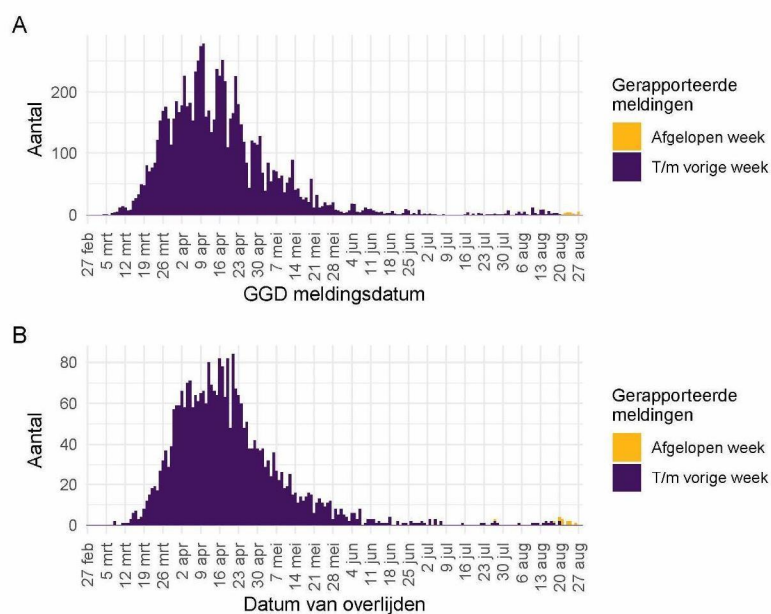 A
Aantal
200
100
0
27 feb
5 mrt
12 mrt
19 mrt
26 mrt
2 apr
9 apr
16 apr
23 apr
30 apr
7 mei
14 mei
21 mei
28 mei
4 jun
11 jun
18 jun
25 jun
2 jul
9 jul
16 jul
23 jul
30 jul
6 aug
13 aug
20 aug
27 aug
GGD meldingsdatum
Gerapporteerde
meldingen
Afgelopen week
T/m vorige week
B
Aantal
80
60
40
20
0
27 feb
5 mrt
12 mrt
19 mrt
26 mrt
2 apr
9 apr
16 apr
23 apr
30 apr
7 mei
14 mei
21 mei
28 mei
4 jun
11 jun
18 jun
25 jun
2 jul
9 jul
16 jul
23 jul
30 jul
6 aug
13 aug
20 aug
27 aug
Datum van overlijden
Gerapporteerde
meldingen
Afgelopen week
T/m vorige week